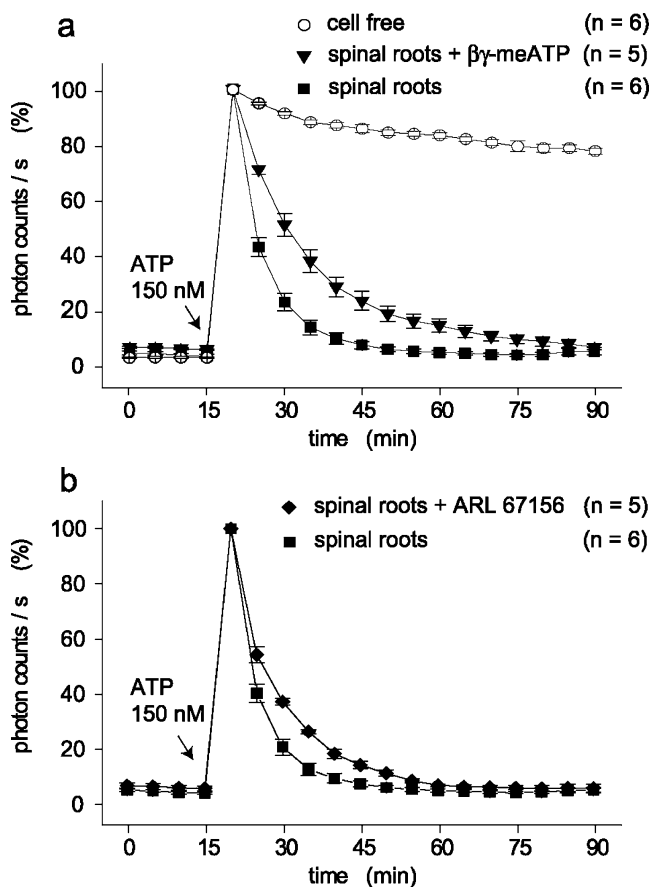 a
cell free (n = 6)
spinal roots + βγ-meATP (n = 5)
spinal roots (n = 6)
photon counts / s (%)
100
80
60
40
20
0
ATP
150 nM
0 15 30 45 60 75 90
time (min)
b
spinal roots + ARL 67156 (n = 5)
spinal roots (n = 6)
photon counts / s (%)
100
80
60
40
20
0
ATP
150 nM
0 15 30 45 60 75 90
time (min)